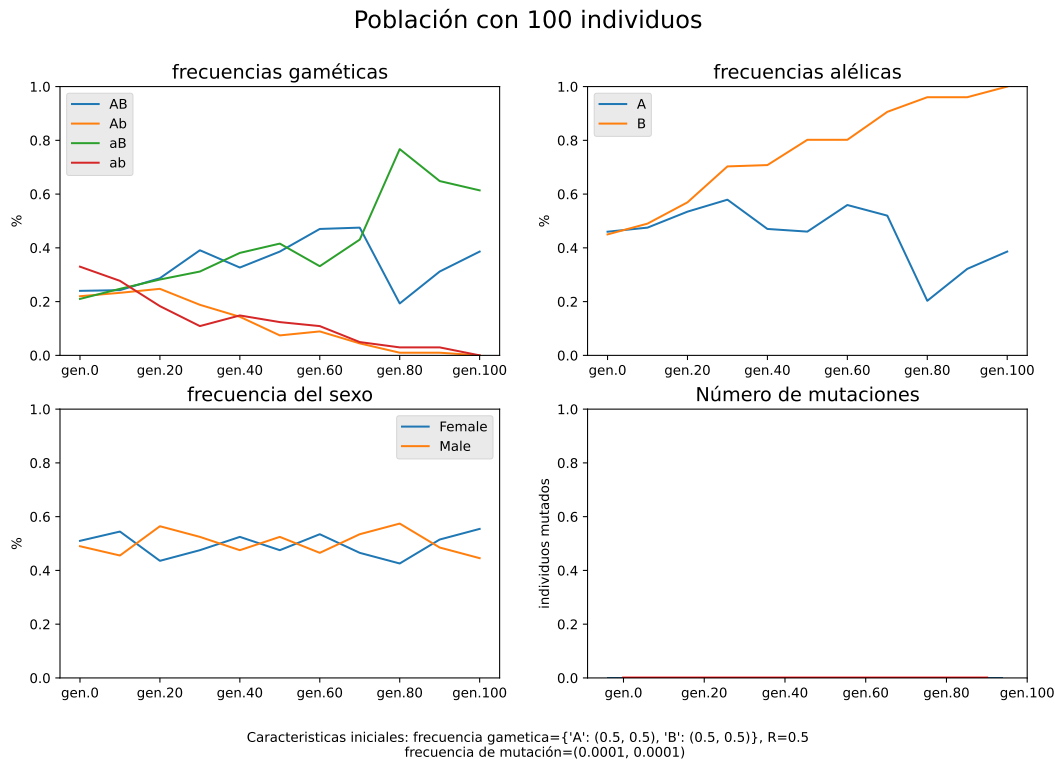 Población con 100 individuos
frecuencias gaméticas
1.0
0.8
0.6
0.4
0.2
0.0
%
AB
Ab
aB
ab
gen.0 gen.20 gen.40 gen.60 gen.80 gen.100
frecuencias alélicas
1.0
0.8
0.6
0.4
0.2
0.0
%
A
B
gen.0 gen.20 gen.40 gen.60 gen.80 gen.100
frecuencia del sexo
1.0
0.8
0.6
0.4
0.2
0.0
%
Female
Male
gen.0 gen.20 gen.40 gen.60 gen.80 gen.100
Número de mutaciones
1.0
0.8
0.6
0.4
0.2
0.0
individuos mutados
gen.0 gen.20 gen.40 gen.60 gen.80 gen.100
Caracteristicas iniciales: frecuencia gametica={'A': (0.5, 0.5), 'B': (0.5, 0.5)}, R=0.5
frecuencia de mutación=(0.0001, 0.0001)